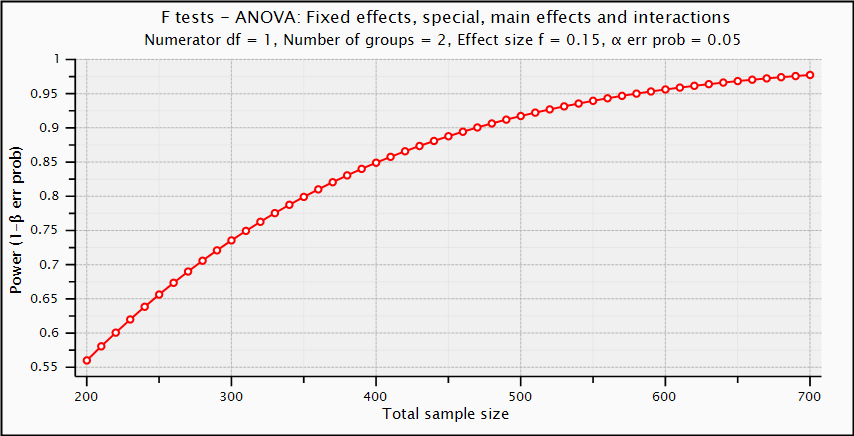 F tests - ANOVA: Fixed effects, special, main effects and interactions
Numerator df = 1, Number of groups = 2, Effect size f = 0.15, α err prob = 0.05
Power (1-β err prob)
1
0.95
0.9
0.85
0.8
0.75
0.7
0.65
0.6
0.55
200 300 400 500 600 700
Total sample size